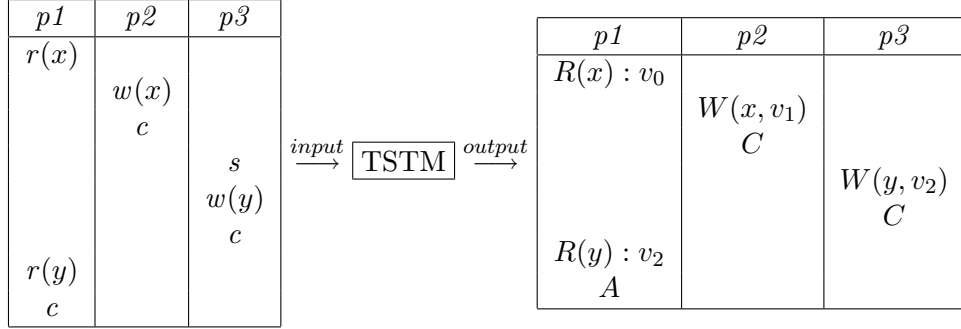 p1 p2 p3
r(x)
w(x)
c
s
w(y)
c
r(y)
c
input
TSTM
output
p1 p2 p3
R(x) : v₀
W(x, v₁)
C
W(y, v₂)
C
R(y) : v₂
A